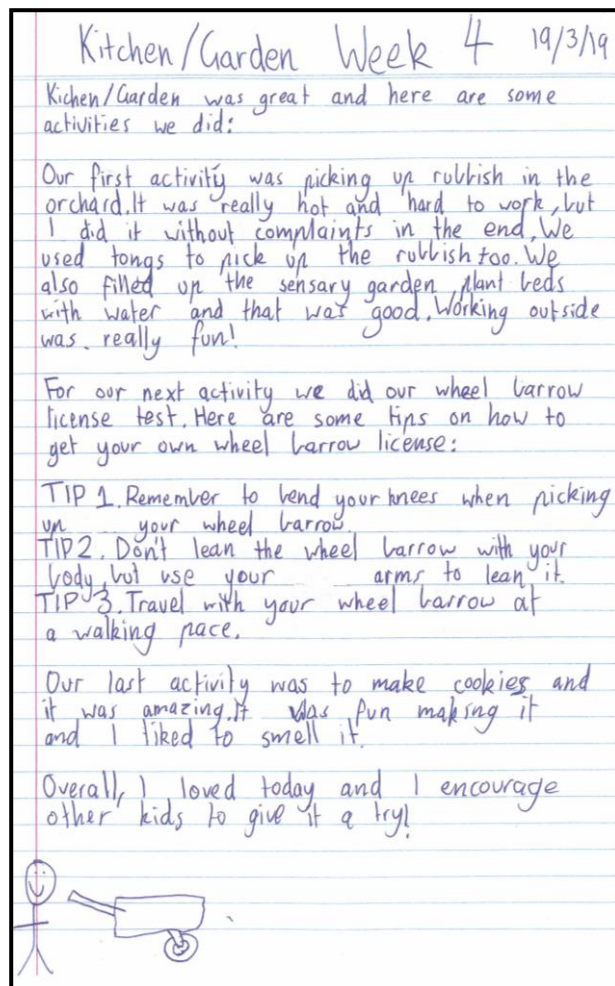 Kitchen/Garden Week 4 19/3/19
Kichen/Garden was great and here are some
activities we did:
Our first activity was picking up rubbish in the
orchard. It was really hot and hard to work, but
I did it without complaints in the end. We
used tongs to pick up the rubbish too. We
also filled up the sensary garden plant beds
with water and that was good. Working outside
was. really fun!
For our next activity we did our wheel barrow
license test. Here are some tips on how to
get your own wheel barrow license:
TIP 1. Remember to bend your knees when picking
up your wheel barrow.
TIP 2. Don't lean the wheel barrow with your
body, but use your arms to lean it.
TIP 3. Travel with your wheel barrow at
a walking pace.
Our last activity was to make cookies and
it was amazing. It was fun making it
and I liked to smell it.
Overall, I loved today and I encourage
other kids to give it a try!